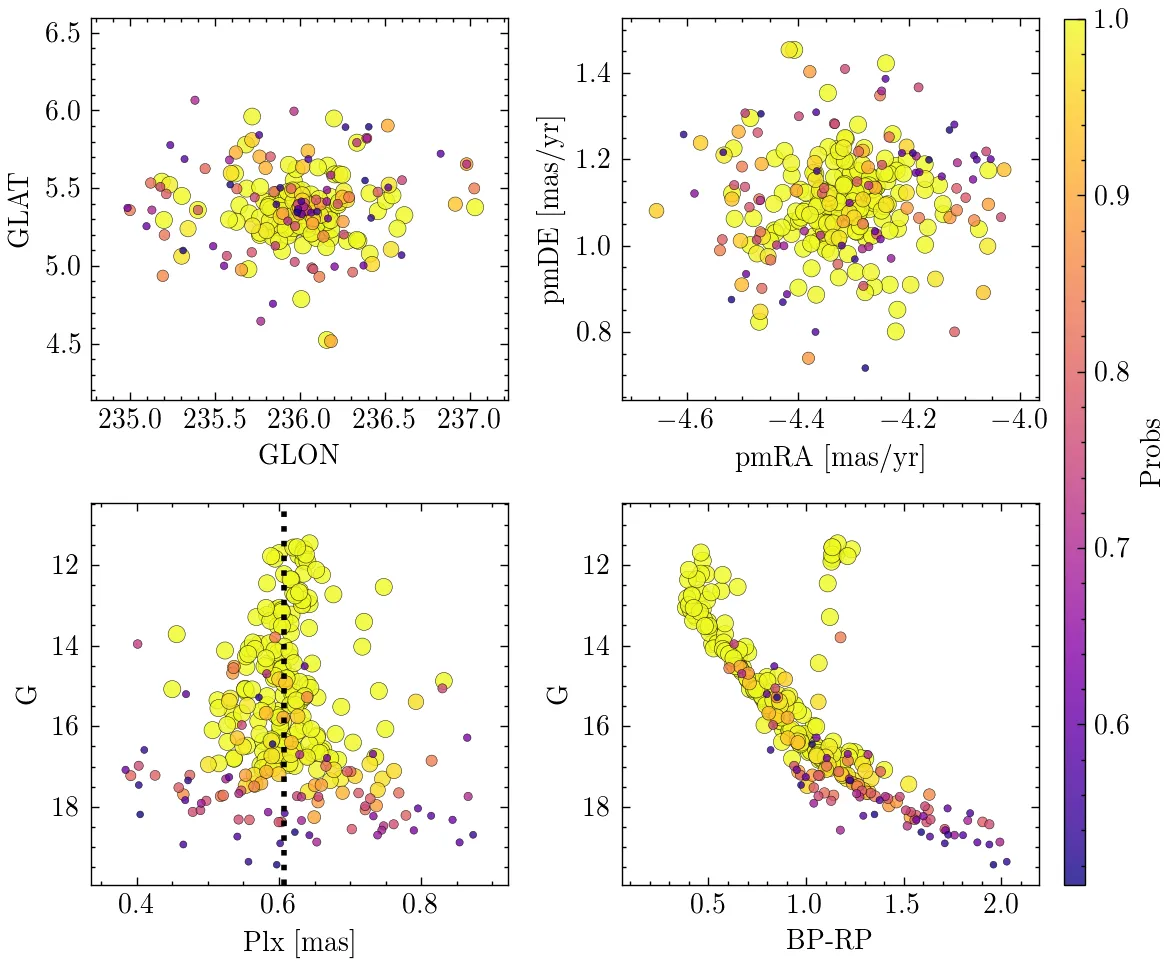 6.5
6.0
5.5
5.0
4.5
GLAT
235.0 235.5 236.0 236.5 237.0
GLON
1.4
1.2
1.0
0.8
pmDE [mas/yr]
−4.6 −4.4 −4.2 −4.0
pmRA [mas/yr]
12
14
16
18
G
0.4 0.6 0.8
Plx [mas]
12
14
16
18
G
0.5 1.0 1.5 2.0
BP-RP
1.0
0.9
0.8
0.7
0.6
Probs